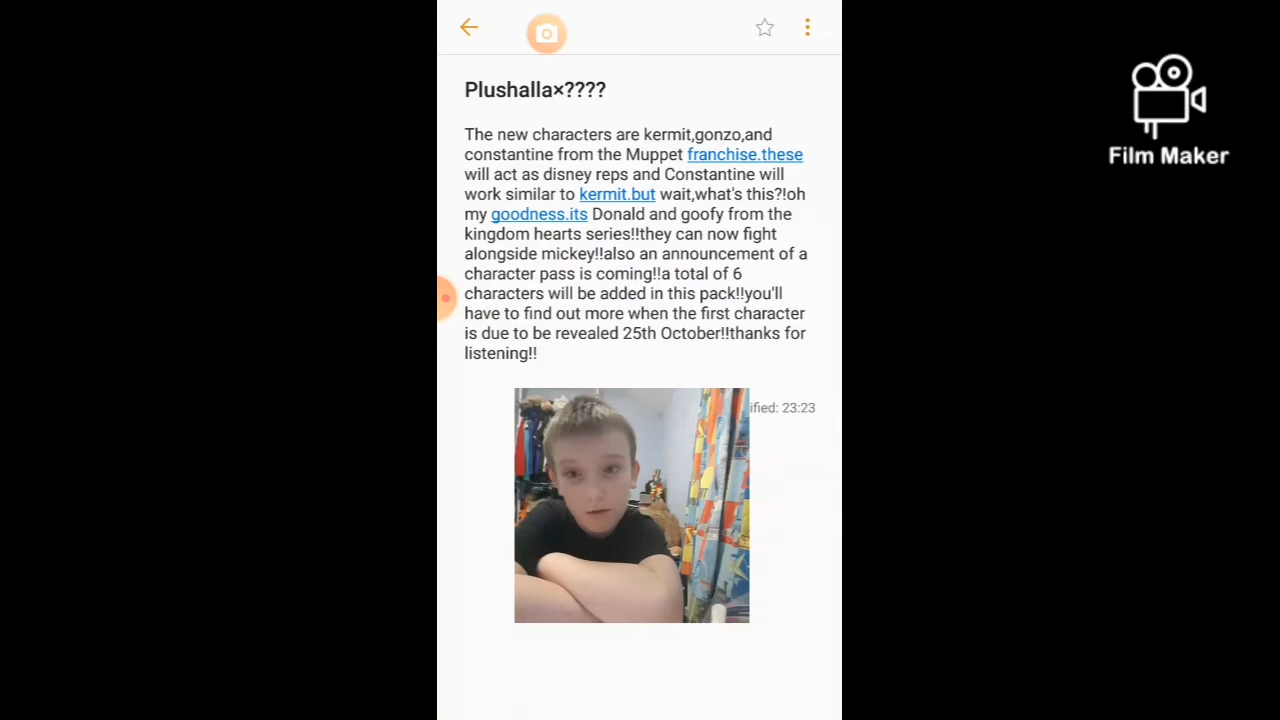 Plushalla×????
The new characters are kermit,gonzo,and
constantine from the Muppet franchise.these
will act as disney reps and Constantine will
work similar to kermit.but wait,what's this?!oh
my goodness.its Donald and goofy from the
kingdom hearts series!!they can now fight
alongside mickey!!also an announcement of a
character pass is coming!!a total of 6
characters will be added in this pack!!you'll
have to find out more when the first character
is due to be revealed 25th October!!thanks for
listening!!
ified: 23:23
Film Maker